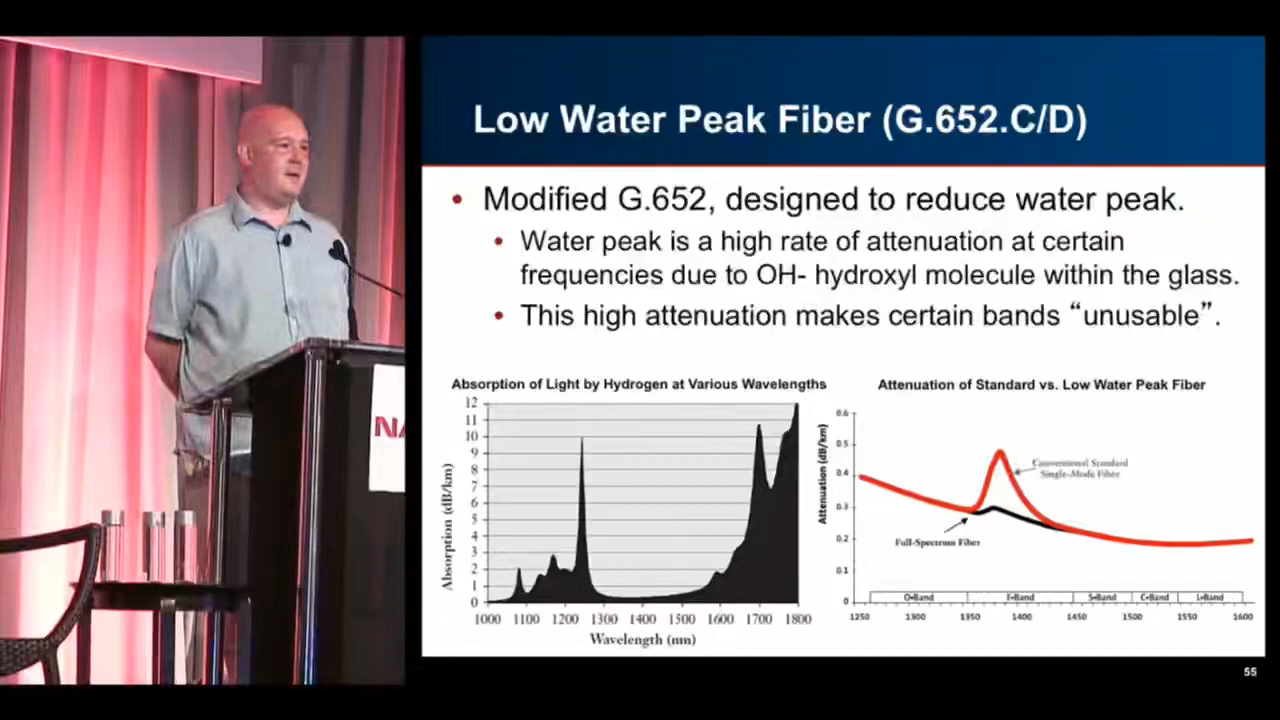 Low Water Peak Fiber (G.652.C/D)
• Modified G.652, designed to reduce water peak.
• Water peak is a high rate of attenuation at certain
frequencies due to OH- hydroxyl molecule within the glass.
• This high attenuation makes certain bands “unusable”.
Absorption of Light by Hydrogen at Various Wavelengths
12
11
10
9
8
7
6
5
4
3
2
1
0
Absorption (dB/km)
1000 1100 1200 1300 1400 1500 1600 1700 1800
Wavelength (nm)
Attenuation of Standard vs. Low Water Peak Fiber
0.6
0.5
0.4
0.3
0.2
0.1
0
Attenuation (dB/km)
Conventional Standard
Single-Mode Fiber
Full-Spectrum Fiber
O-Band E-Band S-Band C-Band L-Band
1250 1300 1950 1400 1450 1500 1550 1600
NA
55